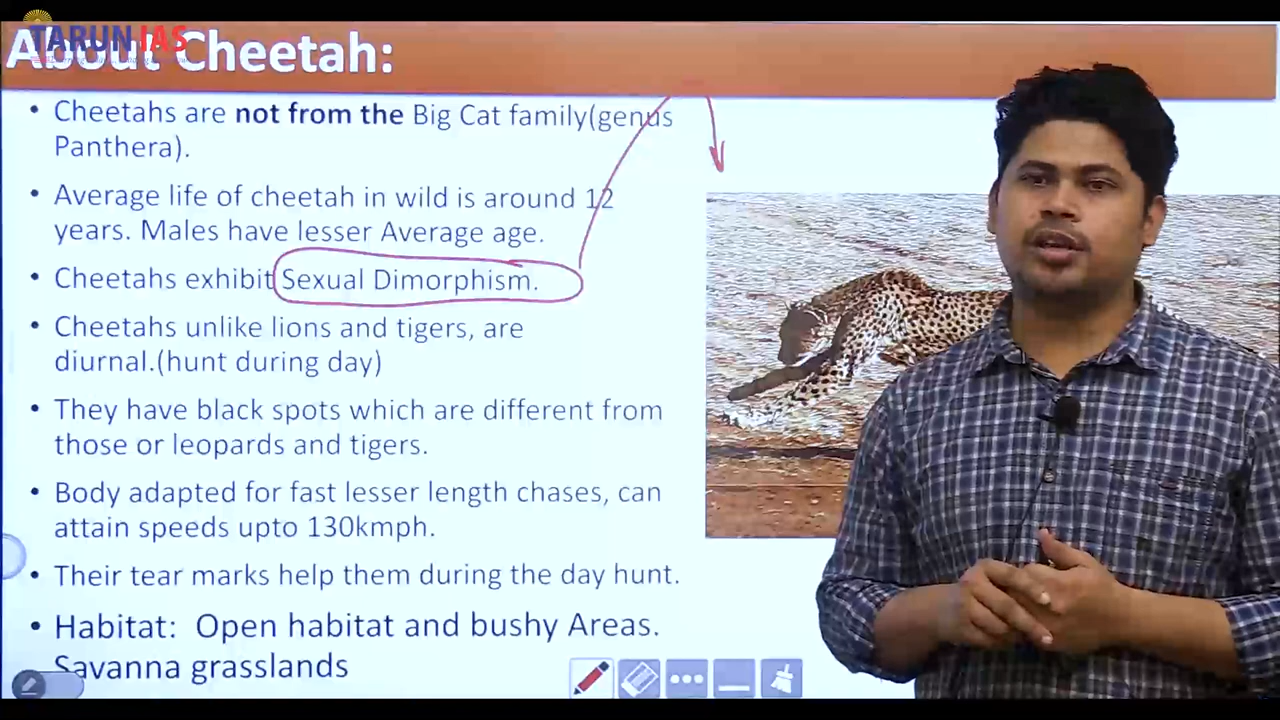 TARUN IAS
About Cheetah:
• Cheetahs are not from the Big Cat family(genus
Panthera).
• Average life of cheetah in wild is around 12
years. Males have lesser Average age.
• Cheetahs exhibit Sexual Dimorphism.
• Cheetahs unlike lions and tigers, are
diurnal.(hunt during day)
• They have black spots which are different from
those or leopards and tigers.
• Body adapted for fast lesser length chases, can
attain speeds upto 130kmph.
• Their tear marks help them during the day hunt.
• Habitat: Open habitat and bushy Areas.
Savanna grasslands